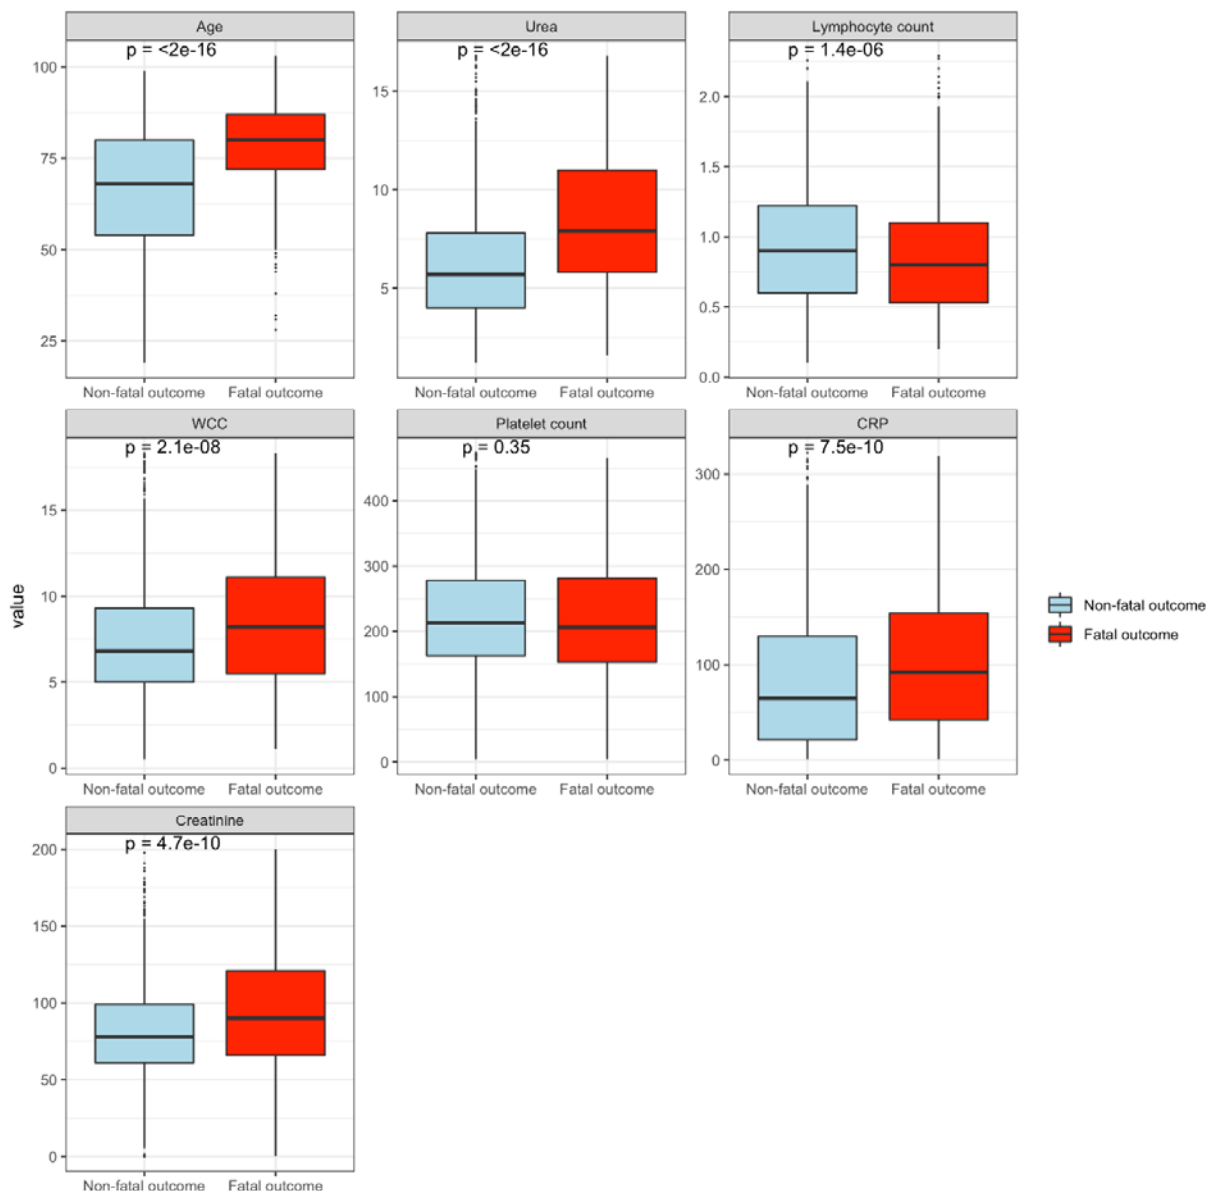 Age
Urea
Lymphocyte count
p = <2e-16
p = <2e-16
p = 1.4e-06
100
75
50
25
15
10
5
2.0
1.5
1.0
0.5
0.0
Non-fatal outcome
Fatal outcome
Non-fatal outcome
Fatal outcome
Non-fatal outcome
Fatal outcome
WCC
Platelet count
CRP
p = 2.1e-08
p = 0.35
p = 7.5e-10
value
15
10
5
0
400
300
200
100
0
300
200
100
0
Non-fatal outcome
Fatal outcome
Non-fatal outcome
Fatal outcome
Non-fatal outcome
Fatal outcome
Non-fatal outcome
Fatal outcome
Creatinine
p = 4.7e-10
200
150
100
50
0
Non-fatal outcome
Fatal outcome